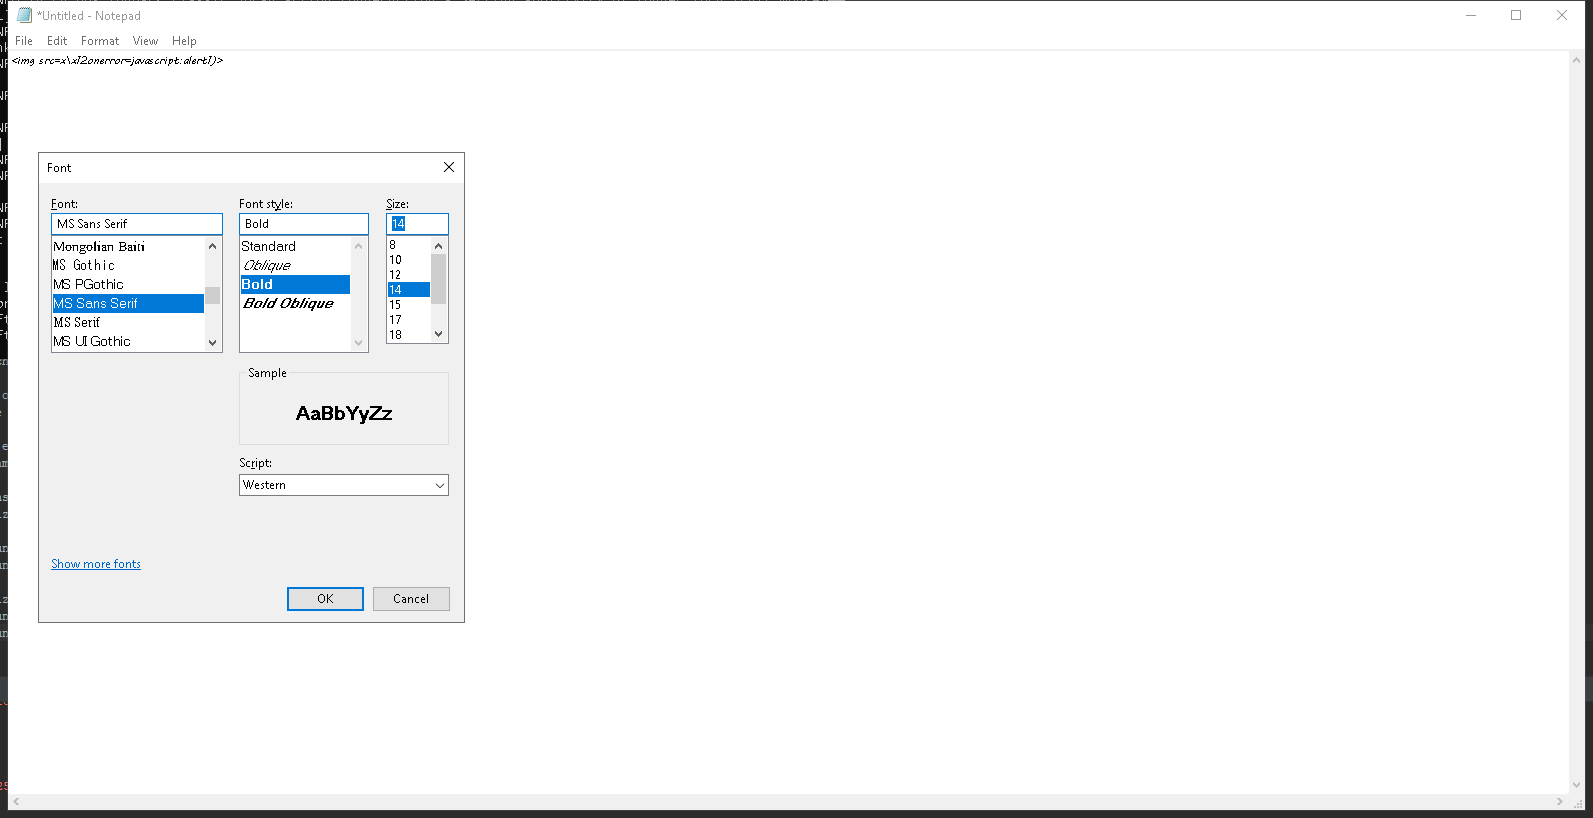 *Untitled - Notepad
File Edit Format View Help
<img src=x\x12onerror=javascript:alert1)>
Font
Font:
MS Sans Serif
Mongolian Baiti
MS Gothic
MS PGothic
MS Sans Serif
MS Serif
MS UI Gothic
Font style:
Bold
Standard
Oblique
Bold
Bold Oblique
Size:
14
8
10
12
14
15
17
18
Sample
AaBbYyZz
Script:
Western
Show more fonts
OK Cancel